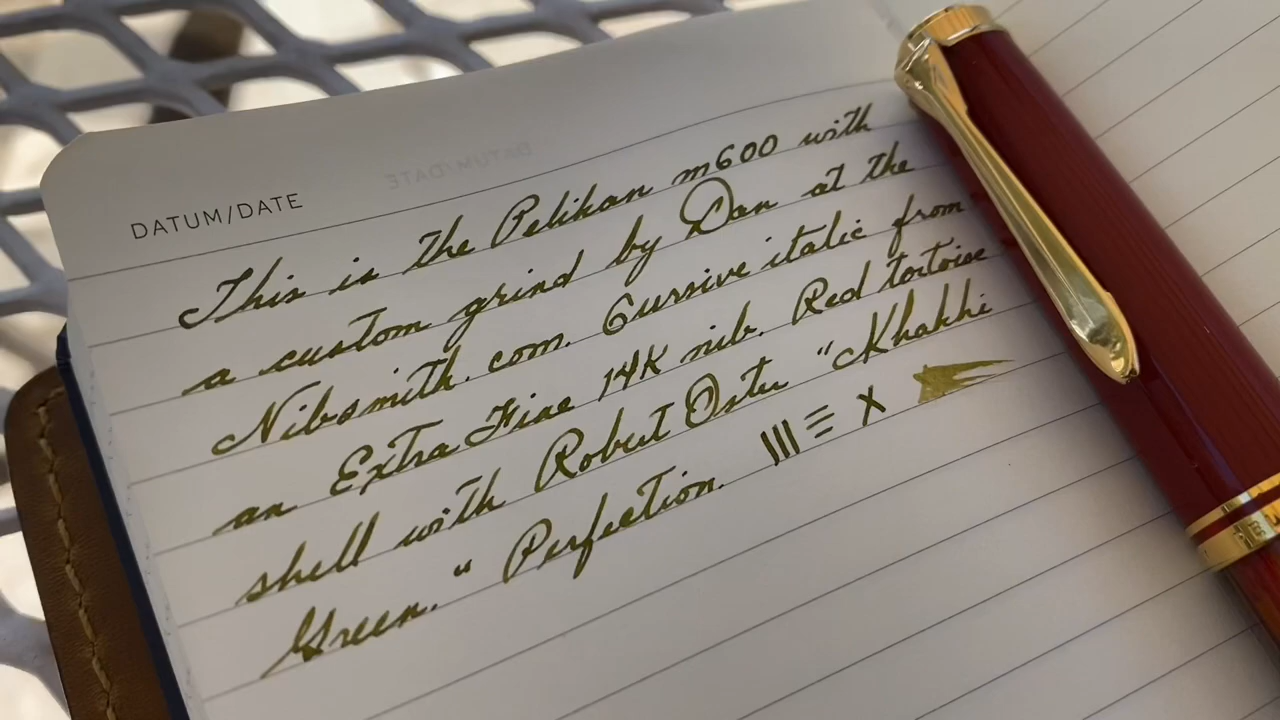 DATUM/DATE
This is the Pelikan m600 with
a custom grind by Dan at the
Nibsmith.com. Cursive italic from
an Extra Fine 14K nib. Red tortoise
shell with Robert Oster "Khakhi
Green." Perfection. III ≡ X